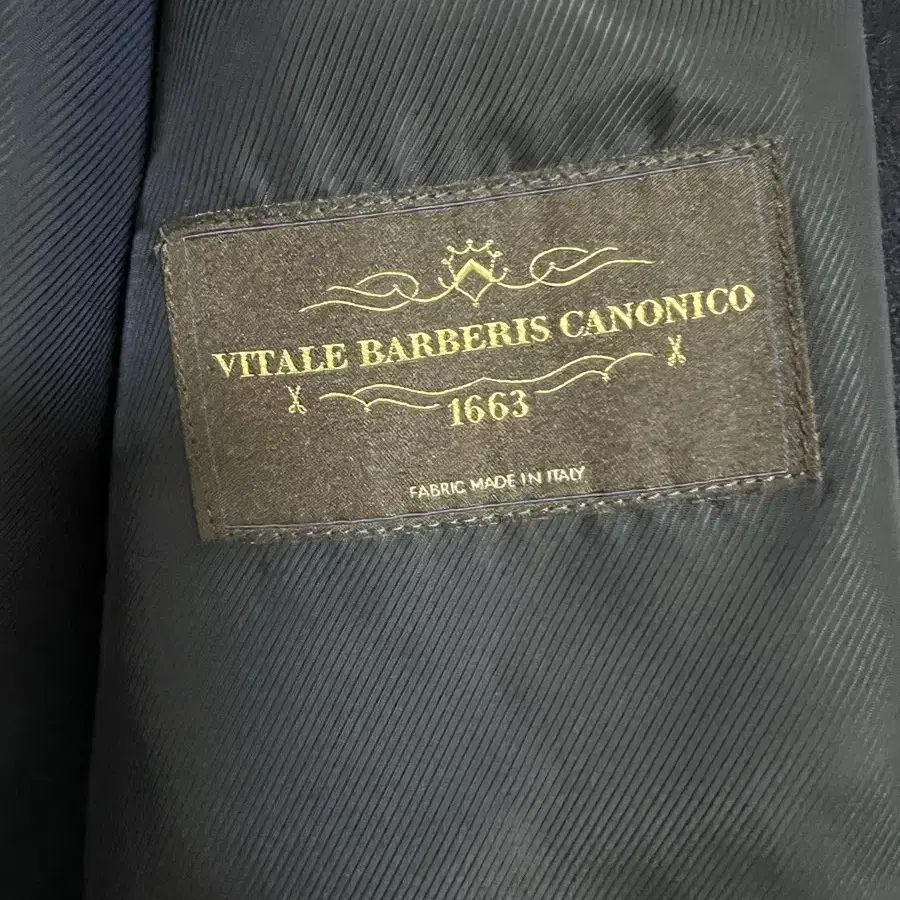 VITALE BARBERIS CANONICO
1663
FABRIC MADE IN ITALY